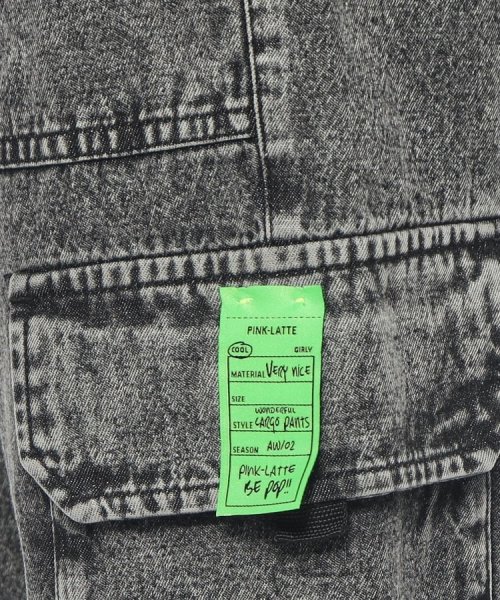 PINK-LATTE
COOL GIRLY
MATERIAL VERY NICE
SIZE
WONDERFUL
STYLE CARGO PANTS
SEASON AW/02
PINK-LATTE
BE POP!!